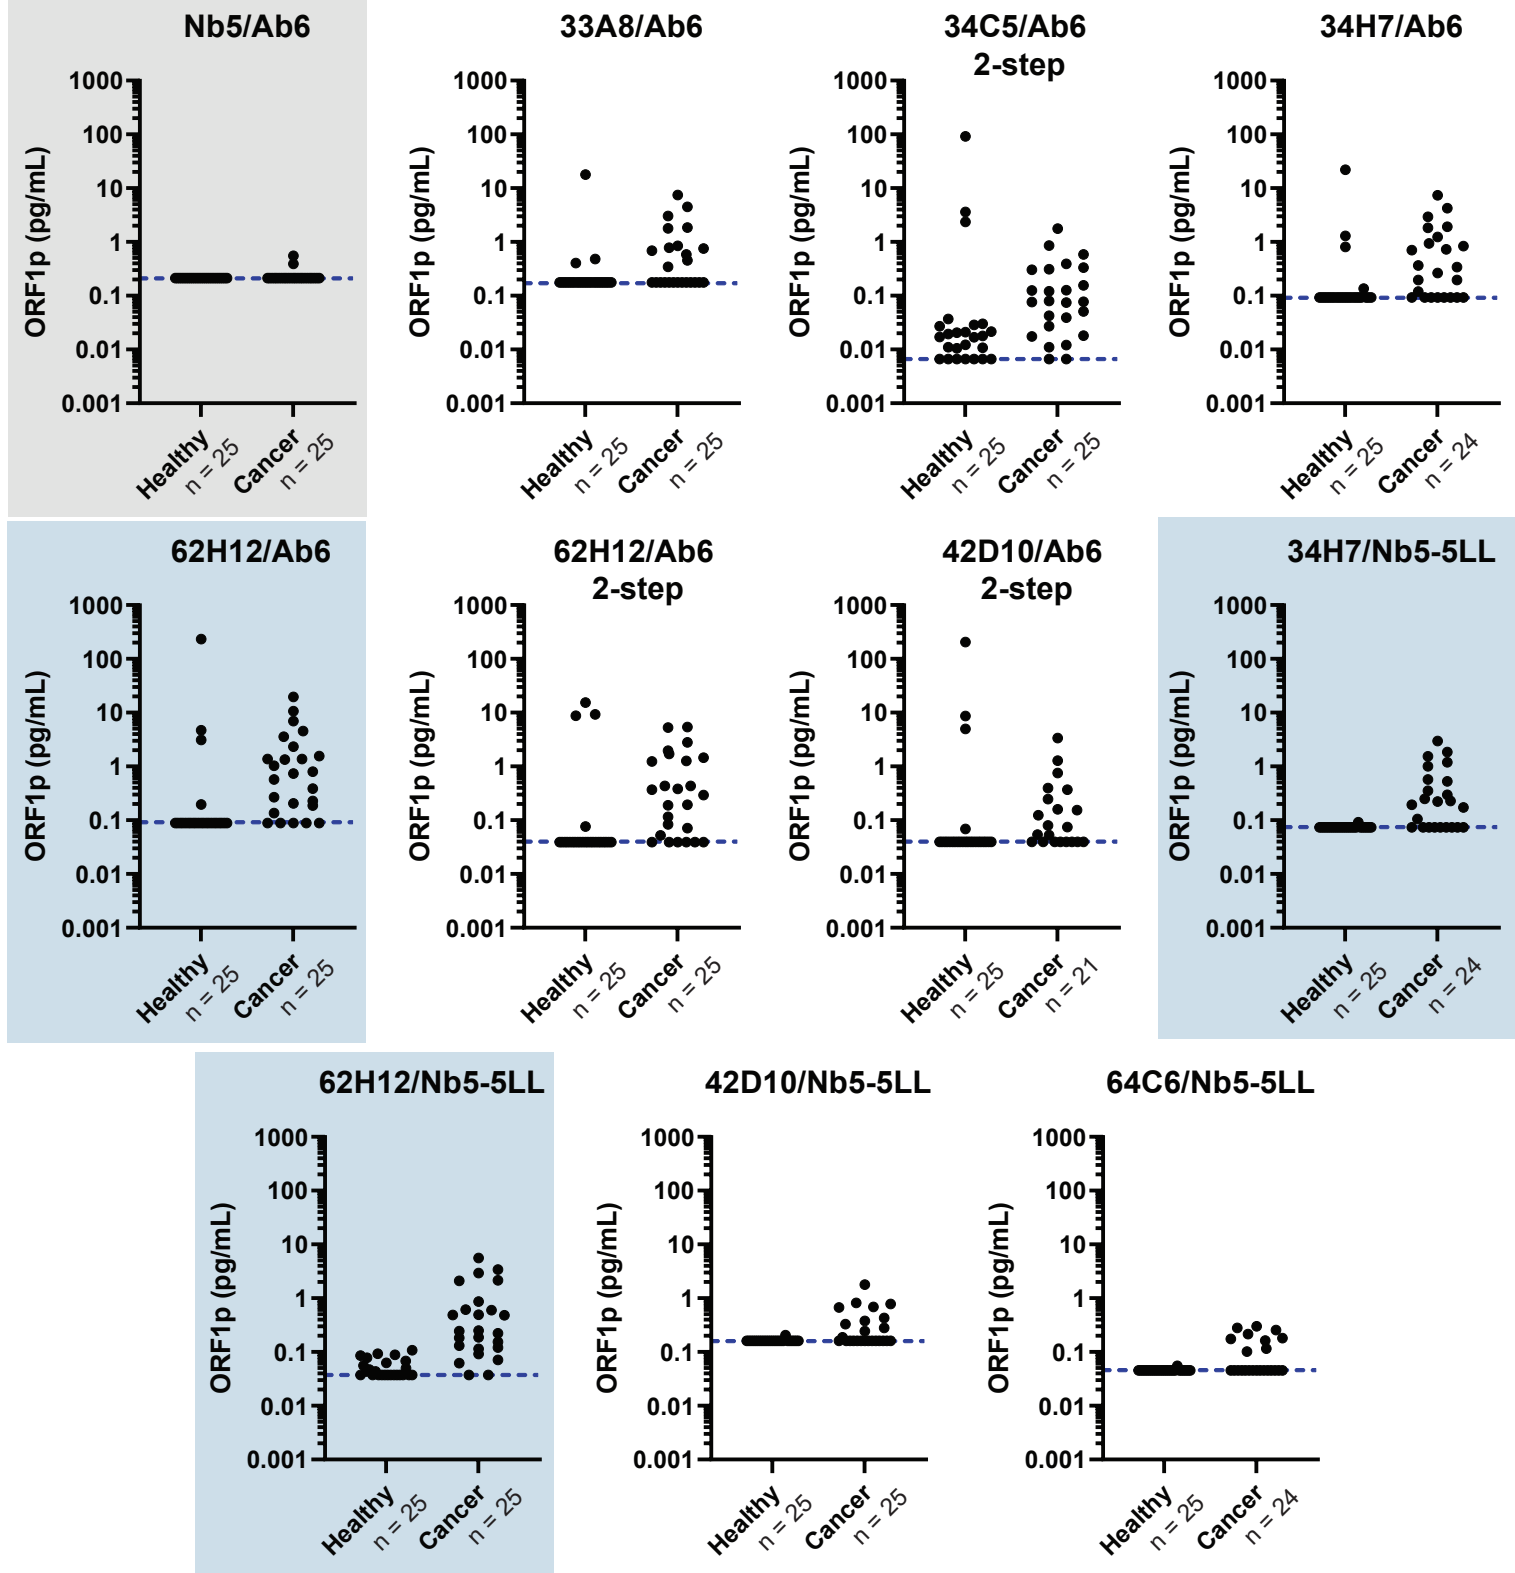 Nb5/Ab6
ORF1p (pg/mL)
1000
100
10
1
0.1
0.01
0.001
Healthy
n = 25
Cancer
n = 25
33A8/Ab6
ORF1p (pg/mL)
1000
100
10
1
0.1
0.01
0.001
Healthy
n = 25
Cancer
n = 25
34C5/Ab6
2-step
ORF1p (pg/mL)
1000
100
10
1
0.1
0.01
0.001
Healthy
n = 25
Cancer
n = 25
34H7/Ab6
ORF1p (pg/mL)
1000
100
10
1
0.1
0.01
0.001
Healthy
n = 25
Cancer
n = 24
62H12/Ab6
ORF1p (pg/mL)
1000
100
10
1
0.1
0.01
0.001
Healthy
n = 25
Cancer
n = 25
62H12/Ab6
2-step
ORF1p (pg/mL)
1000
100
10
1
0.1
0.01
0.001
Healthy
n = 25
Cancer
n = 25
42D10/Ab6
2-step
ORF1p (pg/mL)
1000
100
10
1
0.1
0.01
0.001
Healthy
n = 25
Cancer
n = 21
34H7/Nb5-5LL
ORF1p (pg/mL)
1000
100
10
1
0.1
0.01
0.001
Healthy
n = 25
Cancer
n = 24
62H12/Nb5-5LL
ORF1p (pg/mL)
1000
100
10
1
0.1
0.01
0.001
Healthy
n = 25
Cancer
n = 25
42D10/Nb5-5LL
ORF1p (pg/mL)
1000
100
10
1
0.1
0.01
0.001
Healthy
n = 25
Cancer
n = 25
64C6/Nb5-5LL
ORF1p (pg/mL)
1000
100
10
1
0.1
0.01
0.001
Healthy
n = 25
Cancer
n = 24